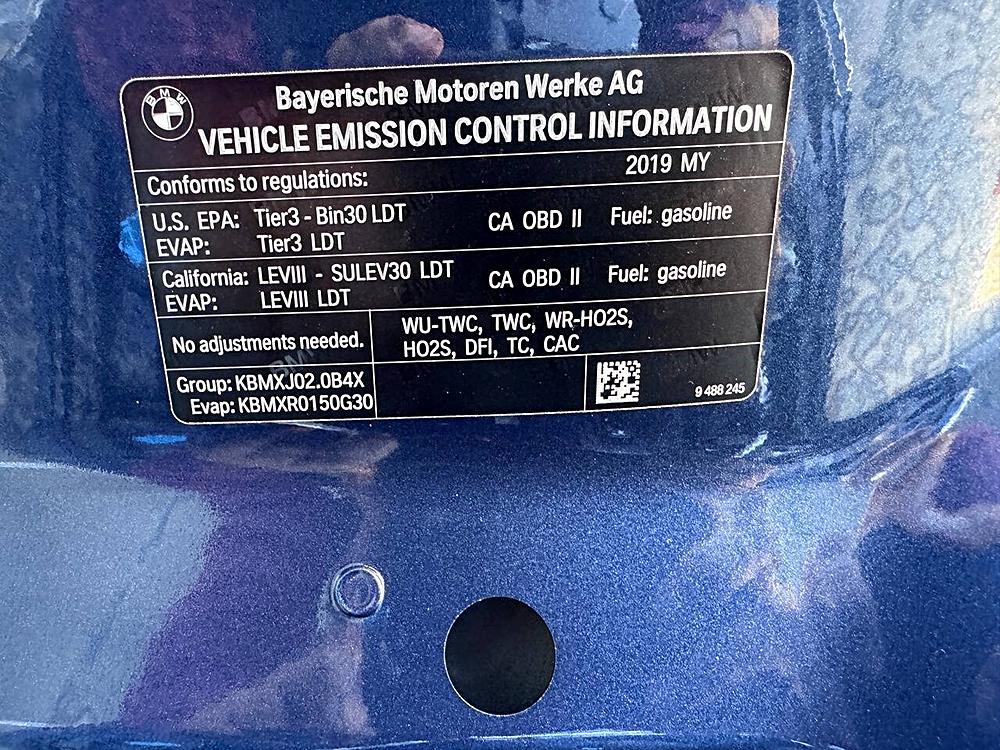 BMW
Bayerische Motoren Werke AG
VEHICLE EMISSION CONTROL INFORMATION
Conforms to regulations: 2019 MY
U.S. EPA: Tier3 - Bin30 LDT CA OBD II Fuel: gasoline
EVAP: Tier3 LDT
California: LEVIII - SULEV30 LDT CA OBD II Fuel: gasoline
EVAP: LEVIII LDT
No adjustments needed.
WU-TWC, TWC, WR-HO2S,
HO2S, DFI, TC, CAC
Group: KBMXJ02.0B4X
Evap: KBMXR0150G30
9 488 245